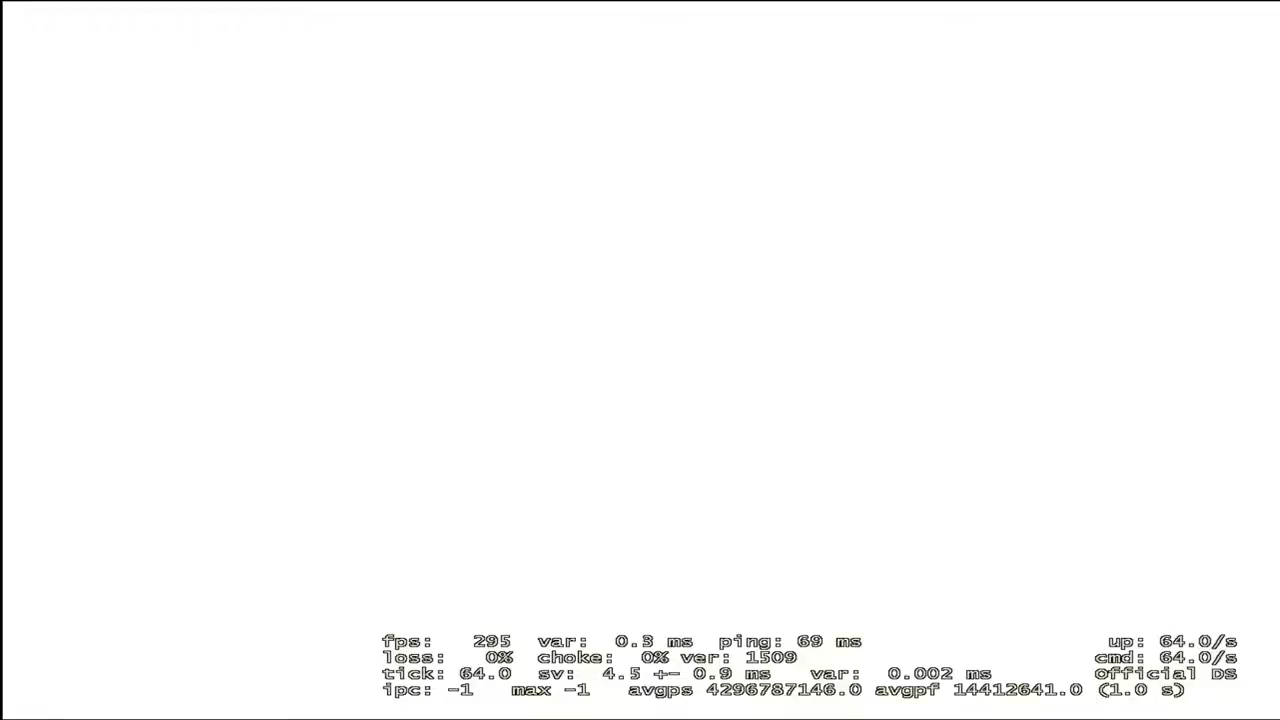 fps: 295 var: 0.3 ms ping: 69 ms up: 64.0/s
loss: 0% choke: 0% ver: 1509 cmd: 64.0/s
tick: 64.0 sv: 4.5 +- 0.9 ms var: 0.002 ms Official DS
ipc: -1 max -1 avgps 4296787146.0 avgpf 14412641.0 (1.0 s)